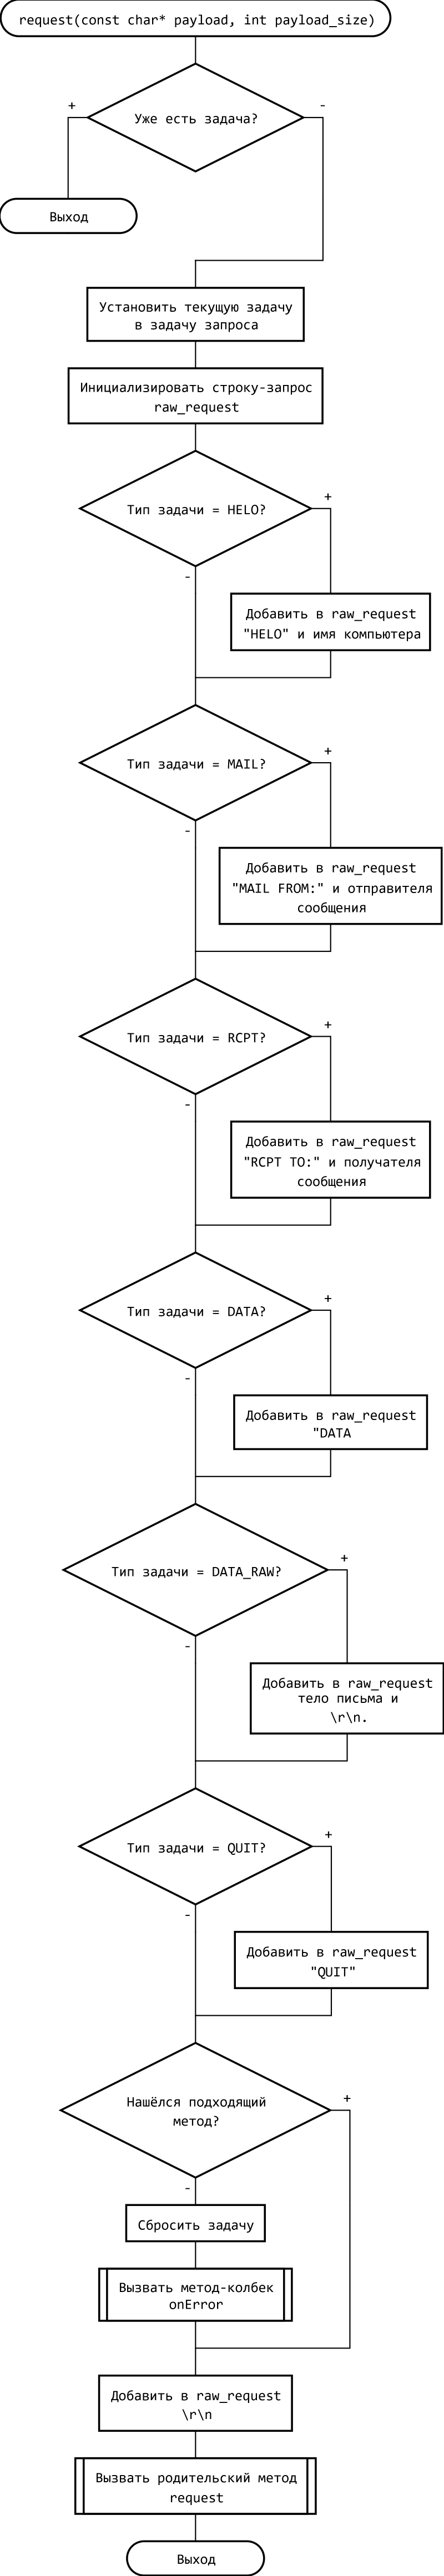 request(const char* payload, int payload_size)
Уже есть задача?
+
-
Выход
Установить текущую задачу
в задачу запроса
Инициализировать строку-запрос
raw_request
Тип задачи = HELO?
+
-
Добавить в raw_request
"HELO" и имя компьютера
Тип задачи = MAIL?
+
-
Добавить в raw_request
"MAIL FROM:" и отправителя
сообщения
Тип задачи = RCPT?
+
-
Добавить в raw_request
"RCPT TO:" и получателя
сообщения
Тип задачи = DATA?
+
-
Добавить в raw_request
"DATA
Тип задачи = DATA_RAW?
+
-
Добавить в raw_request
тело письма и
\r\n.
Тип задачи = QUIT?
+
-
Добавить в raw_request
"QUIT"
Нашёлся подходящий
метод?
+
-
Сбросить задачу
Вызвать метод-колбек
onError
Добавить в raw_request
\r\n
Вызвать родительский метод
request
Выход